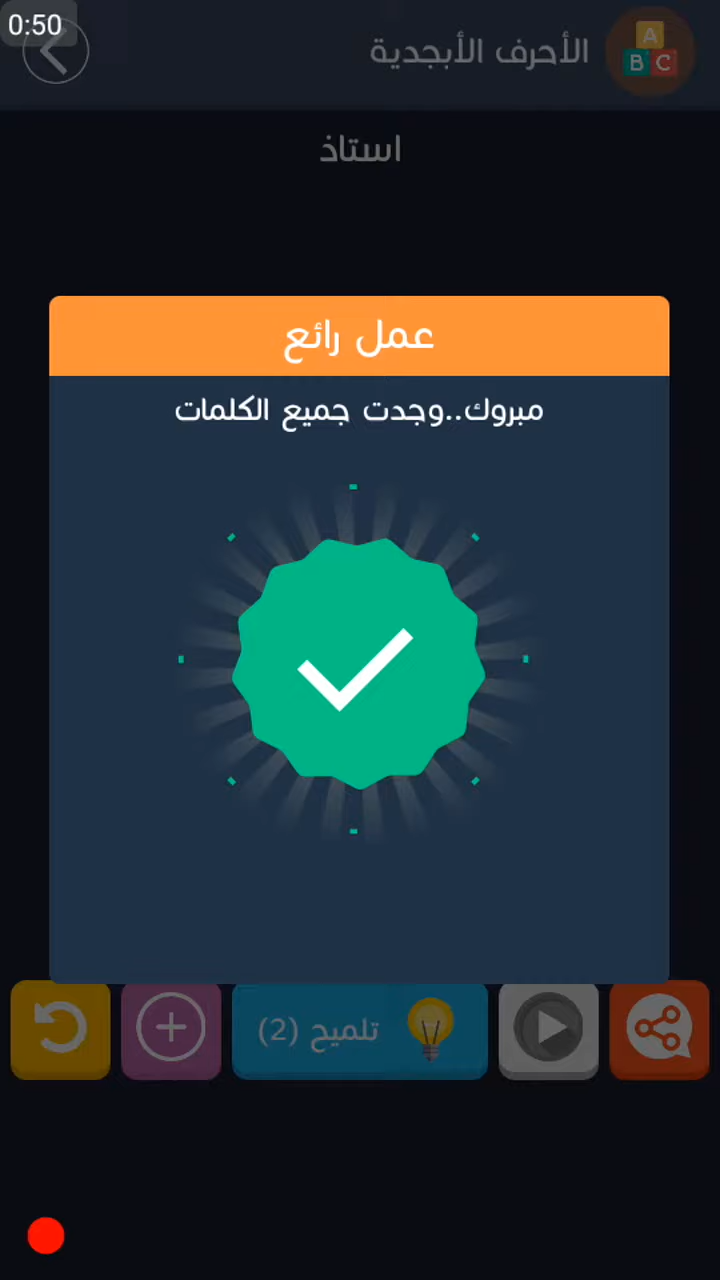 0:50
الأحرف الأبجدية
A
B C
استاذ
عمل رائع
مبروك..وجدت جميع الكلمات
تلميح (2)